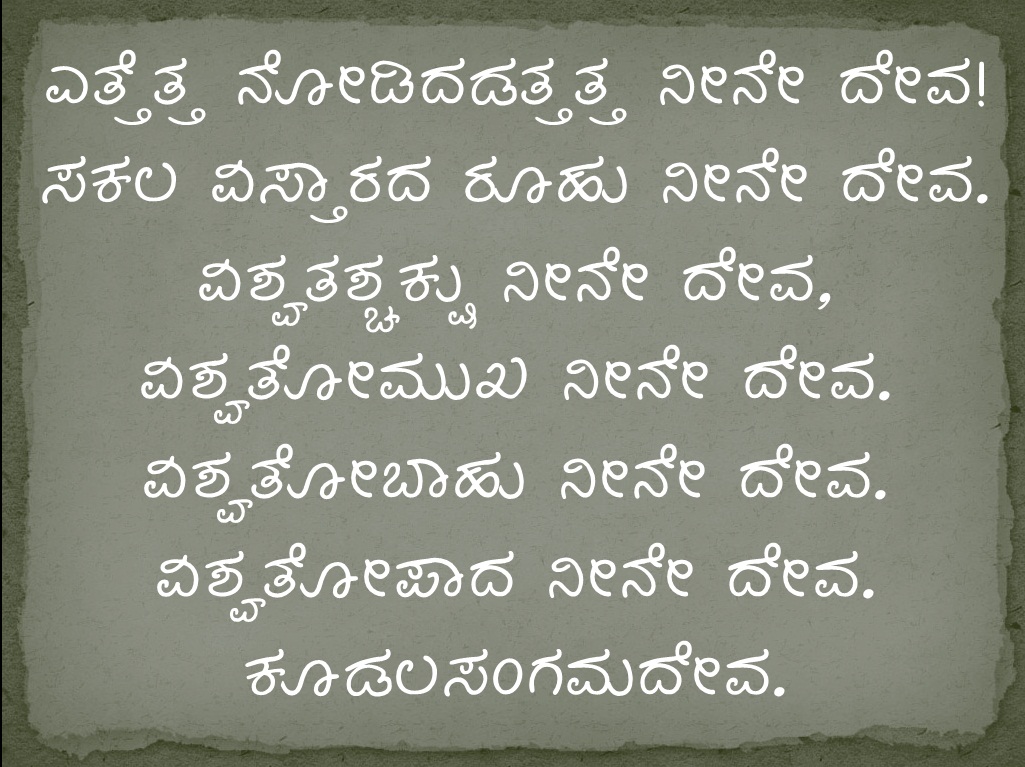 ಎತ್ತೆತ್ತ ನೋಡಿದಡತ್ತತ್ತ ನೀನೇ ದೇವ!
ಸಕಲ ವಿಸ್ತಾರದ ರೂಹು ನೀನೇ ದೇವ.
ವಿಶ್ವತಶ್ಚಕ್ಷು ನೀನೇ ದೇವ,
ವಿಶ್ವತೋಮುಖ ನೀನೇ ದೇವ.
ವಿಶ್ವತೋಬಾಹು ನೀನೇ ದೇವ.
ವಿಶ್ವತೋಪಾದ ನೀನೇ ದೇವ.
ಕೂಡಲಸಂಗಮದೇವ.